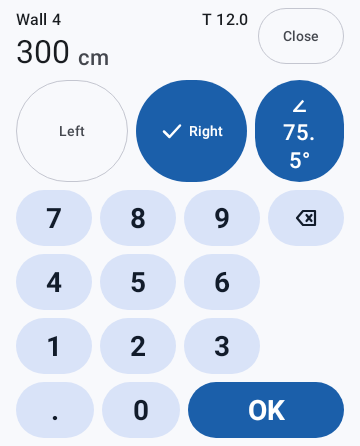 Wall 4
T 12.0
Close
300 cm
Left
Right
∠
75.
5°
7 8 9
4 5 6
1 2 3
. 0 OK